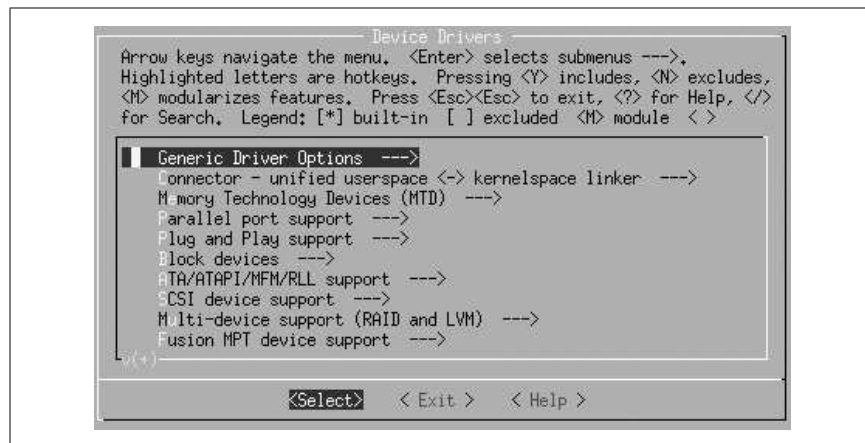 Device Drivers
Arrow keys navigate the menu. <Enter> selects submenus --->.
Highlighted letters are hotkeys. Pressing <Y> includes, <N> excludes,
<M> modularizes features. Press <Esc><Esc> to exit, <?> for Help, </>
for Search. Legend: [*] built-in [ ] excluded <M> module < >
Generic Driver Options --->
Connector - unified userspace <-> kernelspace linker --->
Memory Technology Devices (MTD) --->
Parallel port support --->
Plug and Play support --->
Block devices --->
ATA/ATAPI/MFM/RLL support --->
SCSI device support --->
Multi-device support (RAID and LVM) --->
Fusion MPT device support --->
v(+)
<Select> < Exit > < Help >